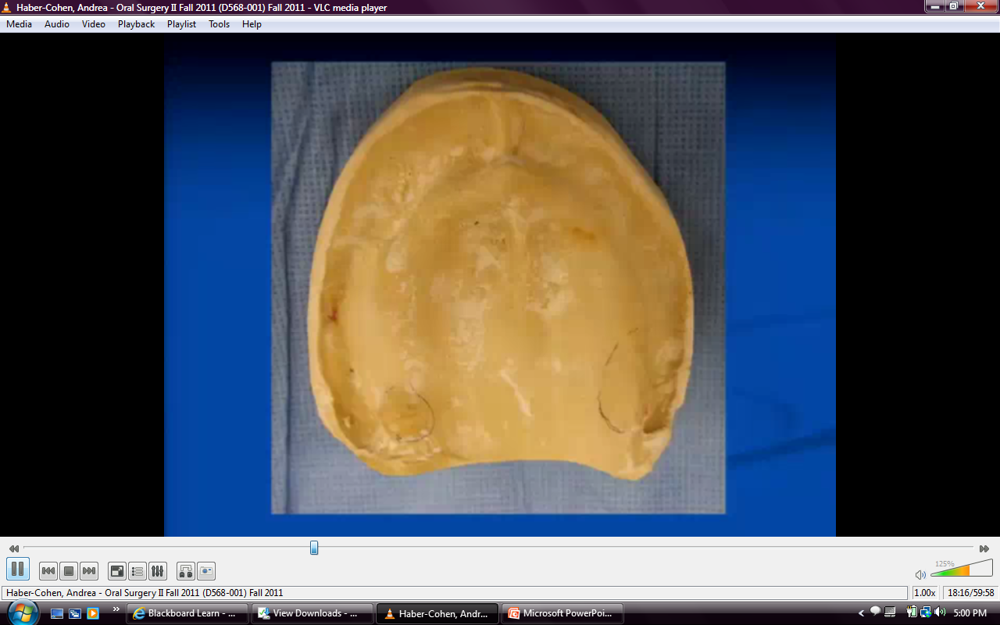 Haber-Cohen, Andrea - Oral Surgery II Fall 2011 (D568-001) Fall 2011 - VLC media player
Media Audio Video Playback Playlist Tools Help
125%
Haber-Cohen, Andrea - Oral Surgery II Fall 2011 (D568-001) Fall 2011 1.00x 18:16/59:58
» Blackboard Learn - ... View Downloads - ... Haber-Cohen, Andr... Microsoft PowerPoi... < 5:00 PM